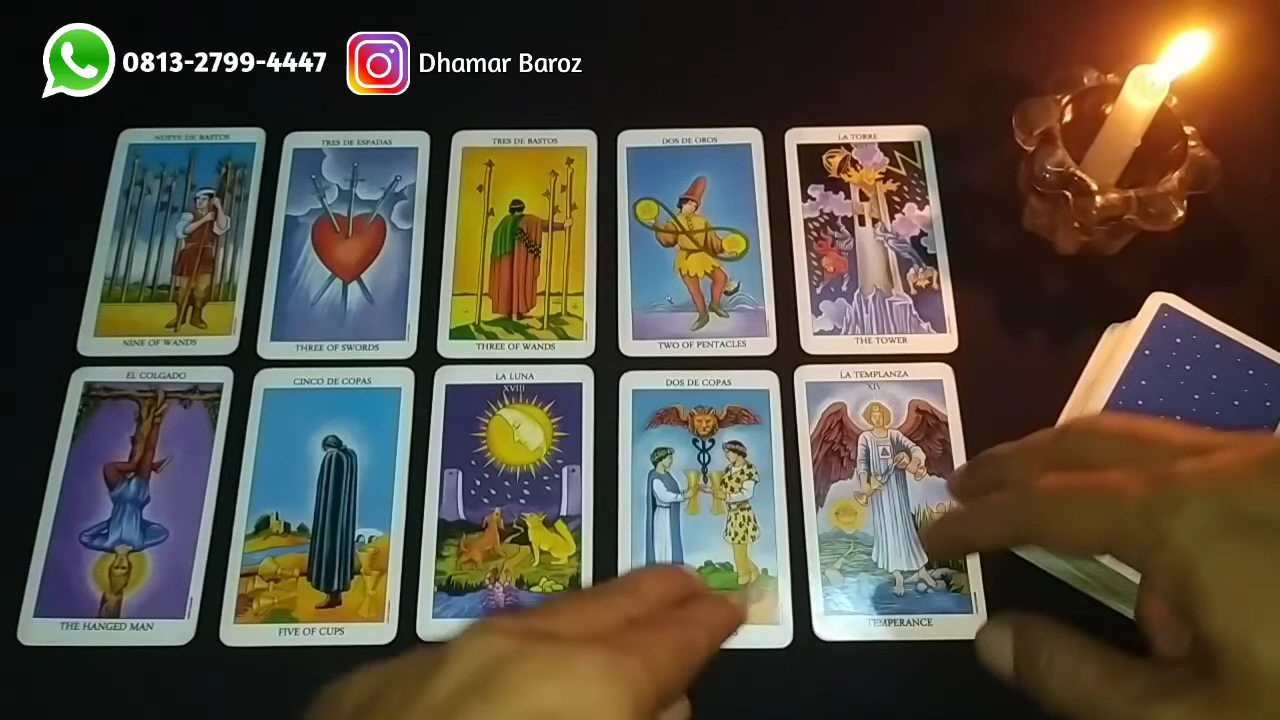 0813-2799-4447 Dhamar Baroz
NUEVE DE BASTOS
NINE OF WANDS
TRES DE ESPADAS
THREE OF SWORDS
TRES DE BASTOS
THREE OF WANDS
DOS DE OROS
TWO OF PENTACLES
LA TORRE
THE TOWER
EL COLGADO
THE HANGED MAN
CINCO DE COPAS
FIVE OF CUPS
LA LUNA
XVIII
DOS DE COPAS
LA TEMPLANZA
XIV
TEMPERANCE